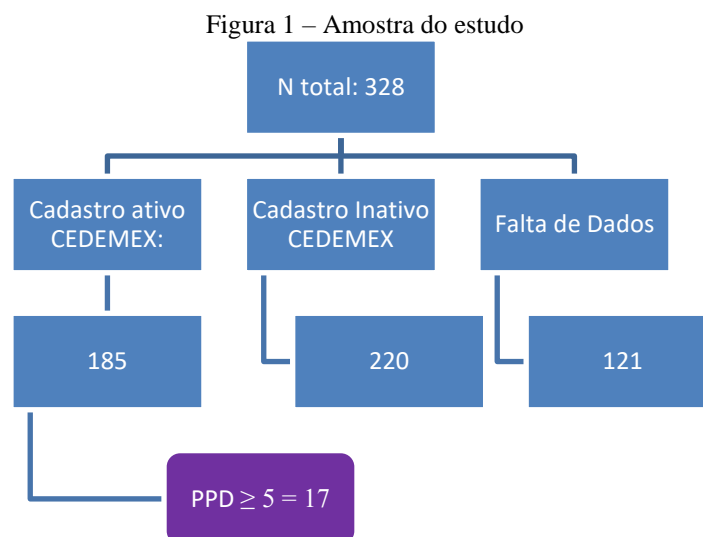 Figura 1 – Amostra do estudo
N total: 328
Cadastro ativo
CEDEMEX:
Cadastro Inativo
CEDEMEX
Falta de Dados
185
220
121
PPD ≥ 5 = 17